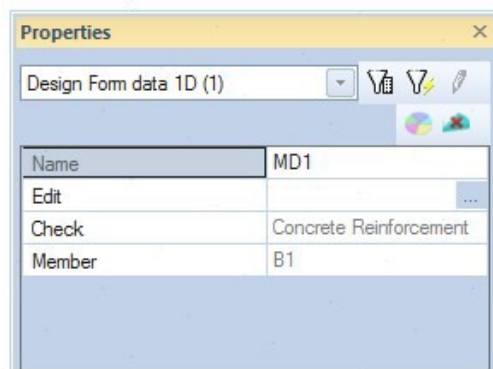 Properties
Design Form data 1D (1)
Name MD1
Edit ...
Check Concrete Reinforcement
Member B1